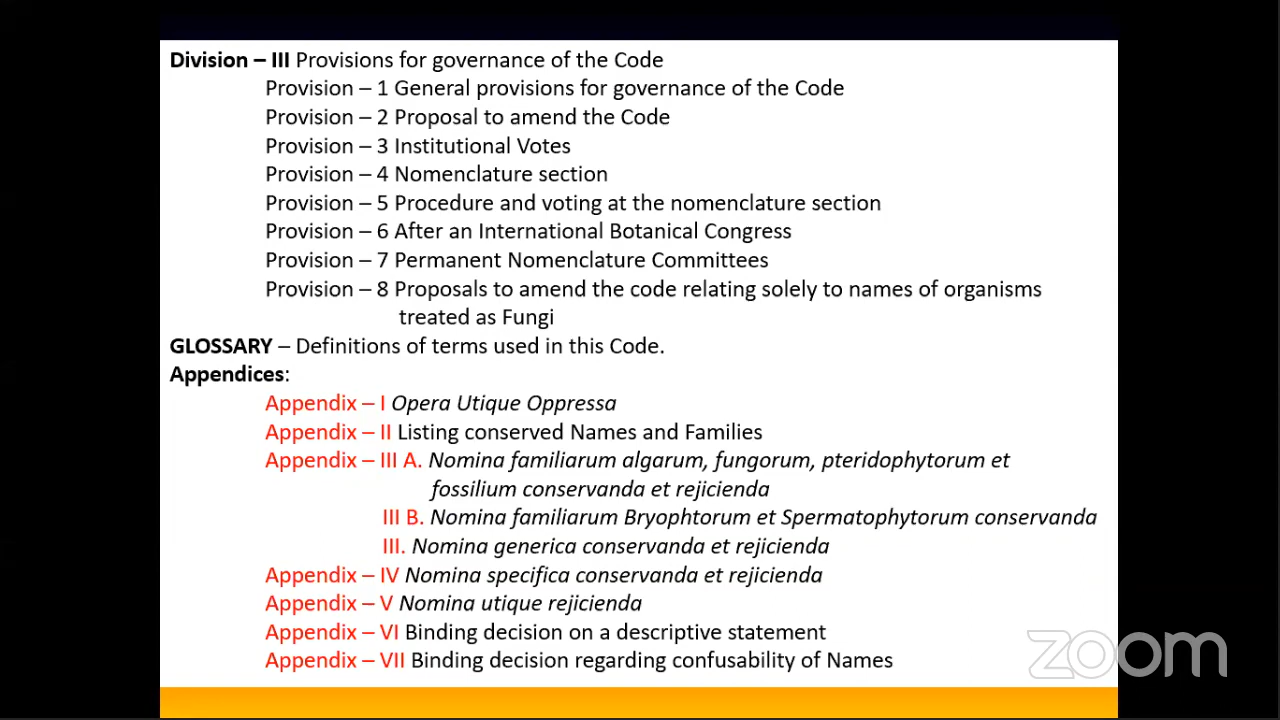 Division – III Provisions for governance of the Code
Provision – 1 General provisions for governance of the Code
Provision – 2 Proposal to amend the Code
Provision – 3 Institutional Votes
Provision – 4 Nomenclature section
Provision – 5 Procedure and voting at the nomenclature section
Provision – 6 After an International Botanical Congress
Provision – 7 Permanent Nomenclature Committees
Provision – 8 Proposals to amend the code relating solely to names of organisms
treated as Fungi
GLOSSARY – Definitions of terms used in this Code.
Appendices:
Appendix – I Opera Utique Oppressa
Appendix – II Listing conserved Names and Families
Appendix – III A. Nomina familiarum algarum, fungorum, pteridophytorum et
fossilium conservanda et rejicienda
III B. Nomina familiarum Bryophtorum et Spermatophytorum conservanda
III. Nomina generica conservanda et rejicienda
Appendix – IV Nomina specifica conservanda et rejicienda
Appendix – V Nomina utique rejicienda
Appendix – VI Binding decision on a descriptive statement
Appendix – VII Binding decision regarding confusability of Names
zoom